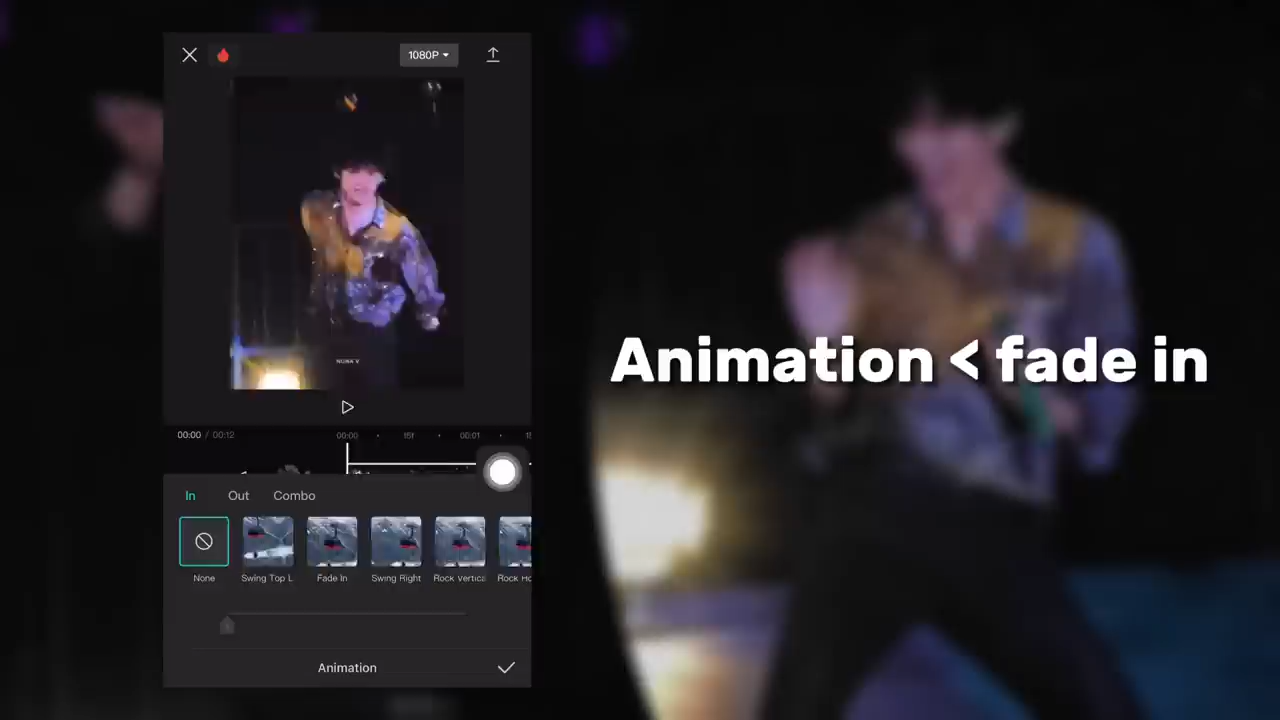 1080P
NUNA V
00:00 / 00:12
00:00
15f
00:01
In
Out
Combo
None
Swing Top L
Fade In
Swing Right
Rock Vertica
Rock Ho
Animation
Animation < fade in